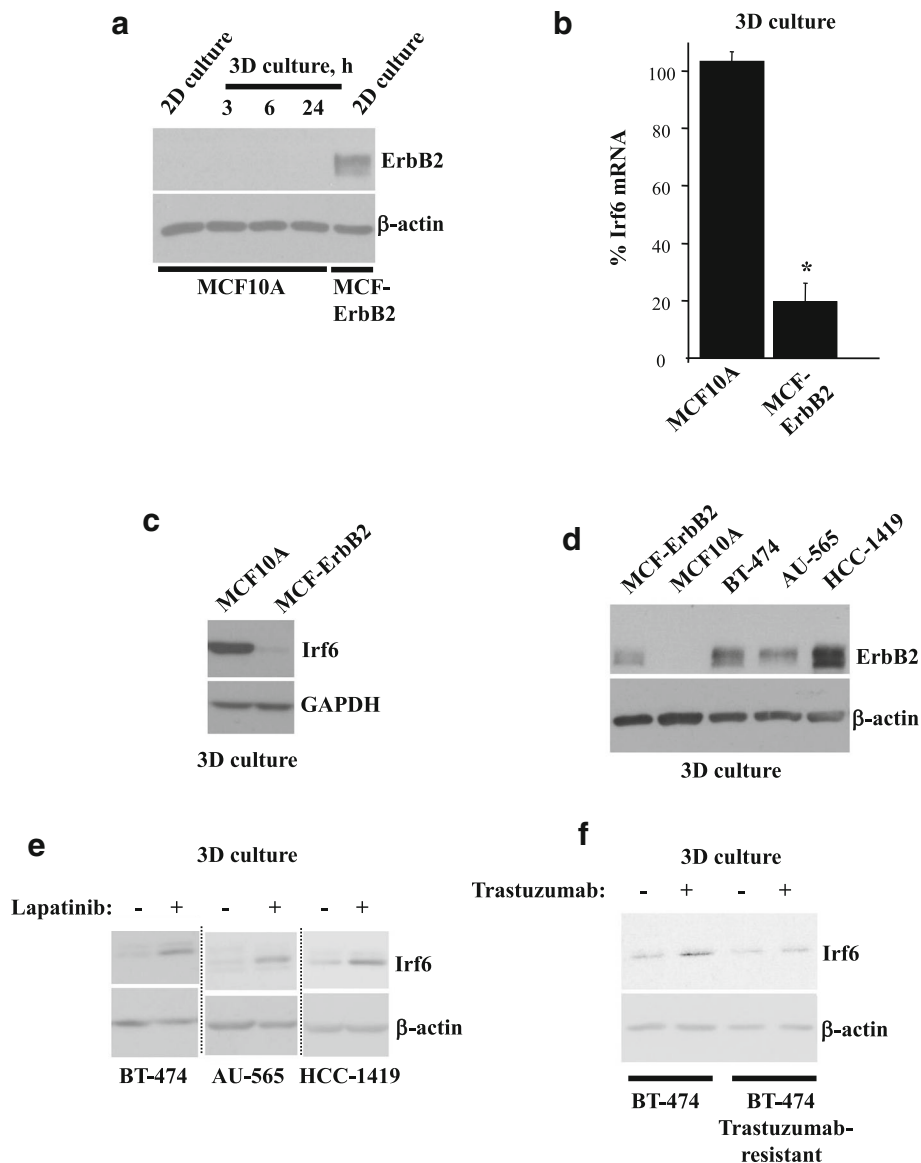 a
2D culture
3D culture, h
2D culture
3 6 24
ErbB2
β-actin
MCF10A
MCF-
ErbB2
b
3D culture
% Irf6 mRNA
100
80
60
40
20
0
*
MCF10A
MCF-
ErbB2
c
MCF10A
MCF-ErbB2
Irf6
GAPDH
3D culture
d
MCF-ErbB2
MCF10A
BT-474
AU-565
HCC-1419
ErbB2
β-actin
3D culture
e
3D culture
Lapatinib: - + - + - +
Irf6
β-actin
BT-474 AU-565 HCC-1419
f
3D culture
Trastuzumab: - + - +
Irf6
β-actin
BT-474
BT-474
Trastuzumab-
resistant